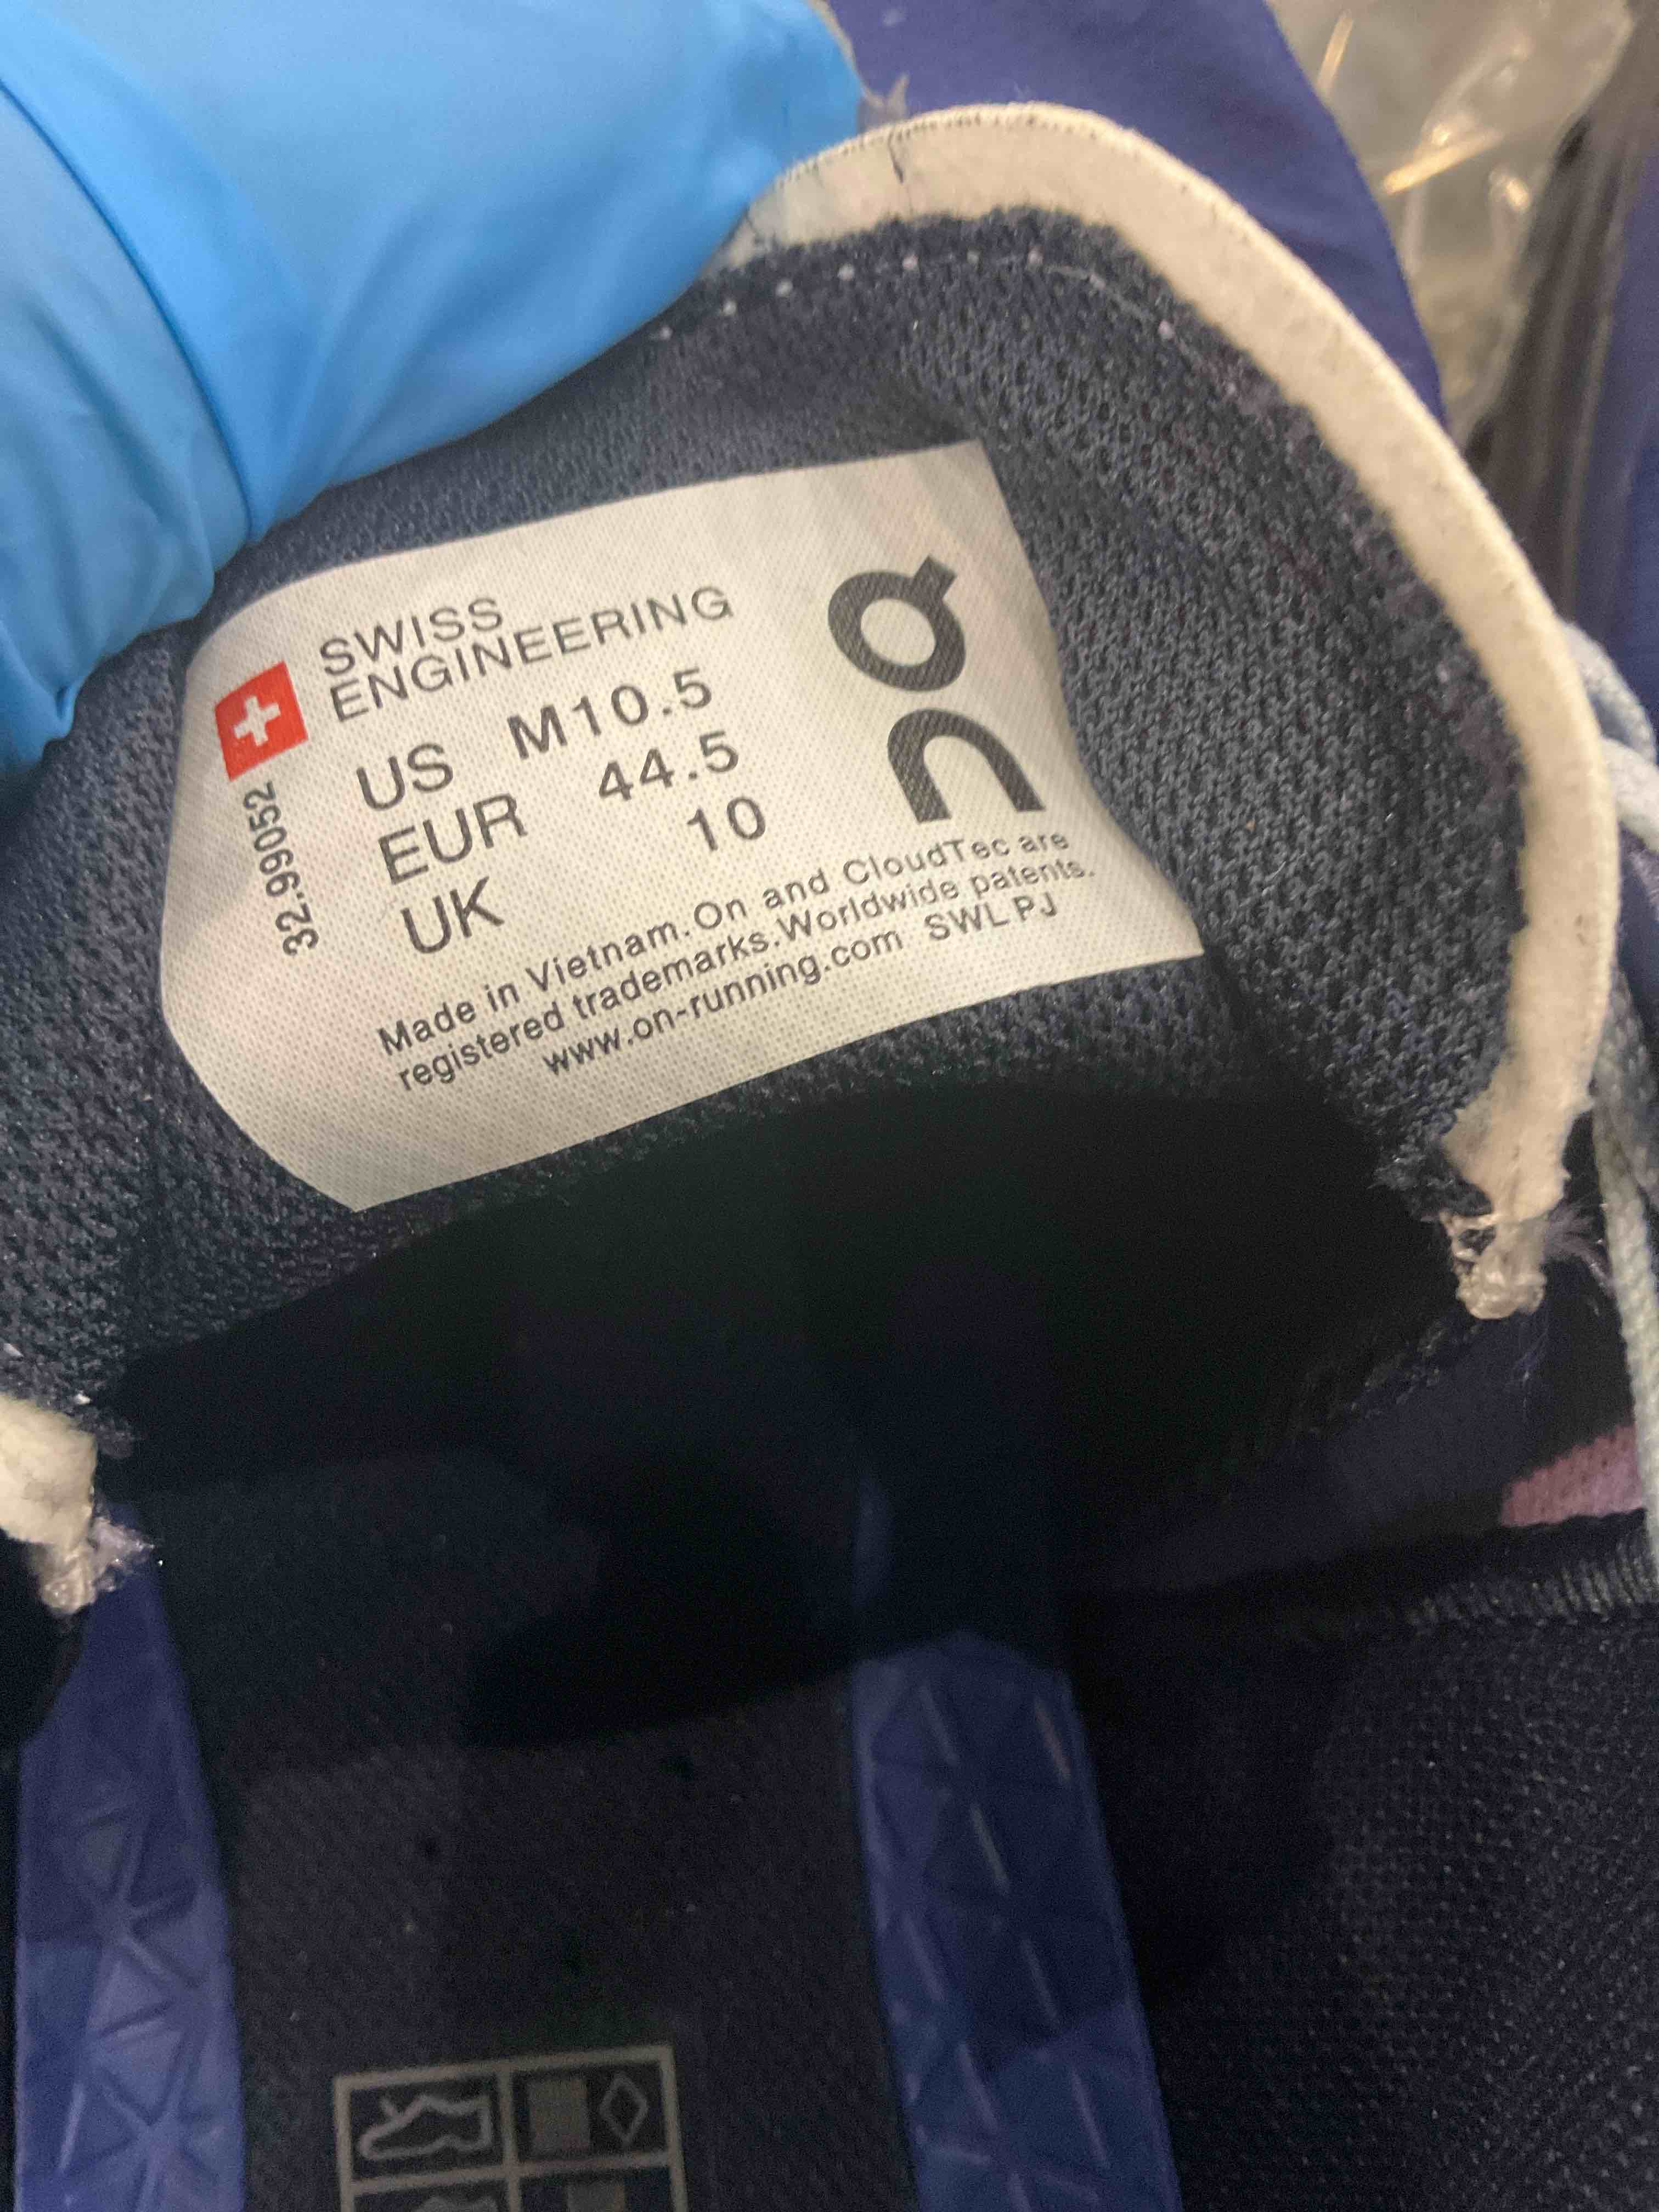 SWISS
ENGINEERING
US M10.5
EUR 44.5
UK 10
Made in Vietnam.On and CloudTec are
registered trademarks.Worldwide patents.
www.on-running.com SWL PJ
32.99052
On